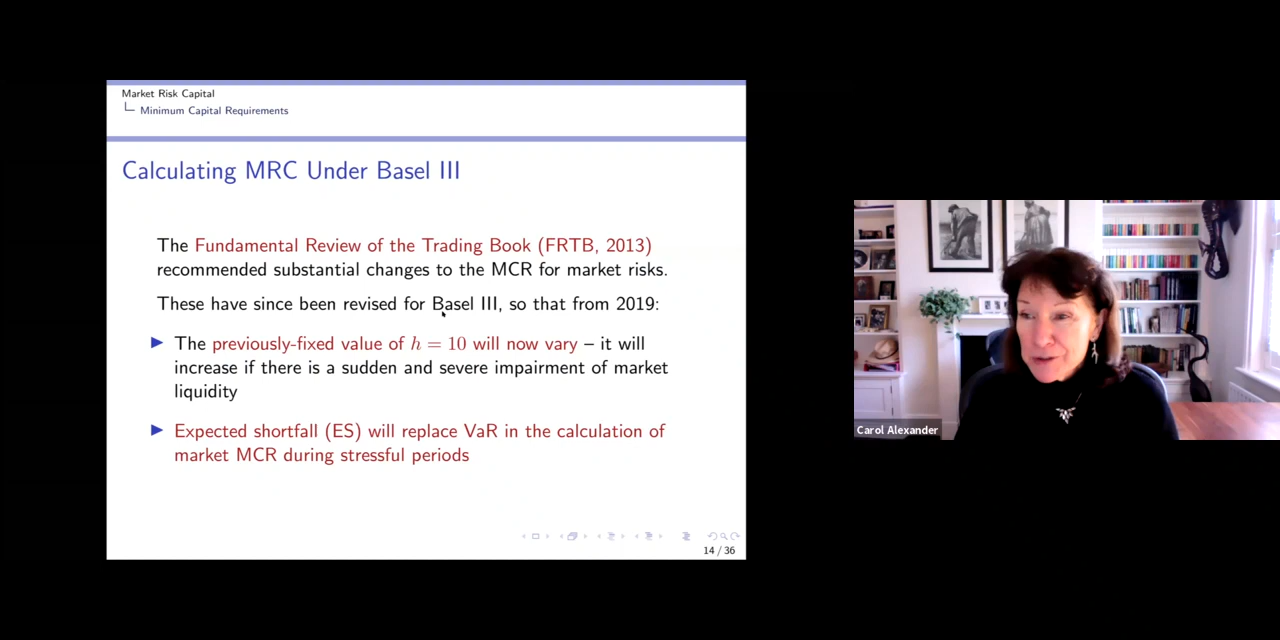 Market Risk Capital
Minimum Capital Requirements
Calculating MRC Under Basel III
The Fundamental Review of the Trading Book (FRTB, 2013)
recommended substantial changes to the MCR for market risks.
These have since been revised for Basel III, so that from 2019:
The previously-fixed value of h = 10 will now vary – it will
increase if there is a sudden and severe impairment of market
liquidity
Expected shortfall (ES) will replace VaR in the calculation of
market MCR during stressful periods
14 / 36
Carol Alexander